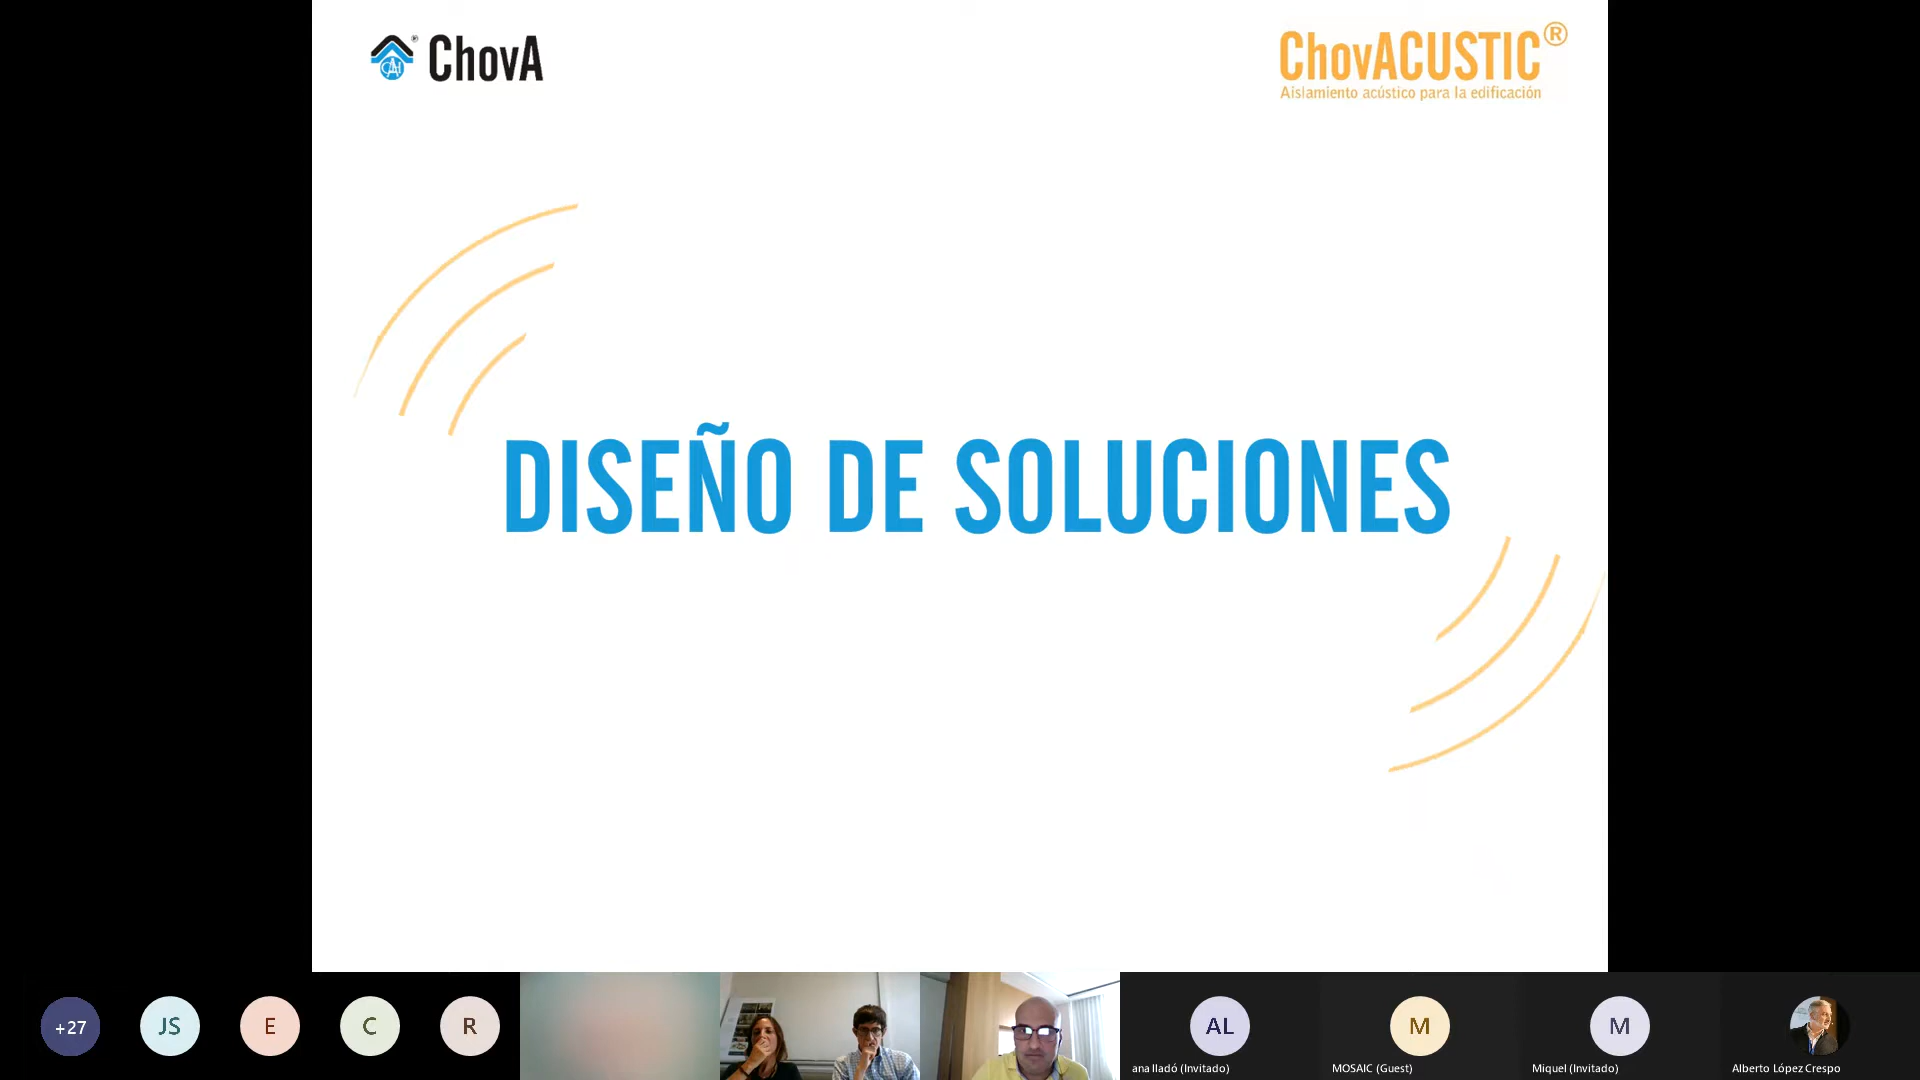 ChovA
ChovACUSTIC®
Aislamiento acústico para la edificación
DISEÑO DE SOLUCIONES
+27
JS
E
C
R
AL
M
M
ana lladó (Invitado)
MOSAIC (Guest)
Miquel (Invitado)
Alberto López Crespo